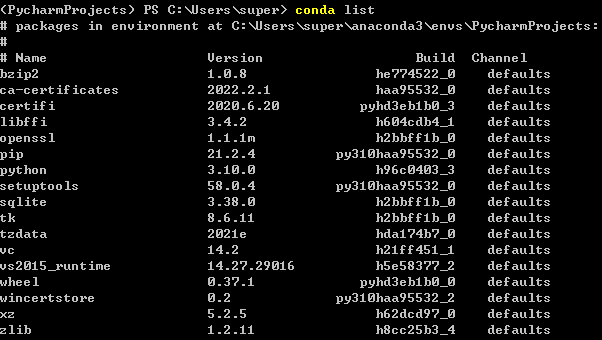 (PycharmProjects) PS C:\Users\super> conda list
# packages in environment at C:\Users\super\anaconda3\envs\PycharmProjects:
#
# Name                    Version                   Build  Channel
bzip2                     1.0.8                he774522_0    defaults
ca-certificates           2022.2.1             haa95532_0    defaults
certifi                   2020.6.20          pyhd3eb1b0_3    defaults
libffi                    3.4.2                h604cdb4_1    defaults
openssl                   1.1.1m               h2bbff1b_0    defaults
pip                       21.2.4          py310haa95532_0    defaults
python                    3.10.0               h96c0403_3    defaults
setuptools                58.0.4          py310haa95532_0    defaults
sqlite                    3.38.0               h2bbff1b_0    defaults
tk                        8.6.11               h2bbff1b_0    defaults
tzdata                    2021e                hda174b7_0    defaults
vc                        14.2                 h21ff451_1    defaults
vs2015_runtime            14.27.29016          h5e58377_2    defaults
wheel                     0.37.1             pyhd3eb1b0_0    defaults
wincertstore              0.2             py310haa95532_2    defaults
xz                        5.2.5                h62dcd97_0    defaults
zlib                      1.2.11               h8cc25b3_4    defaults